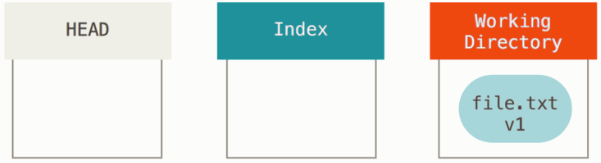 HEAD
Index
Working
Directory
file.txt
v1